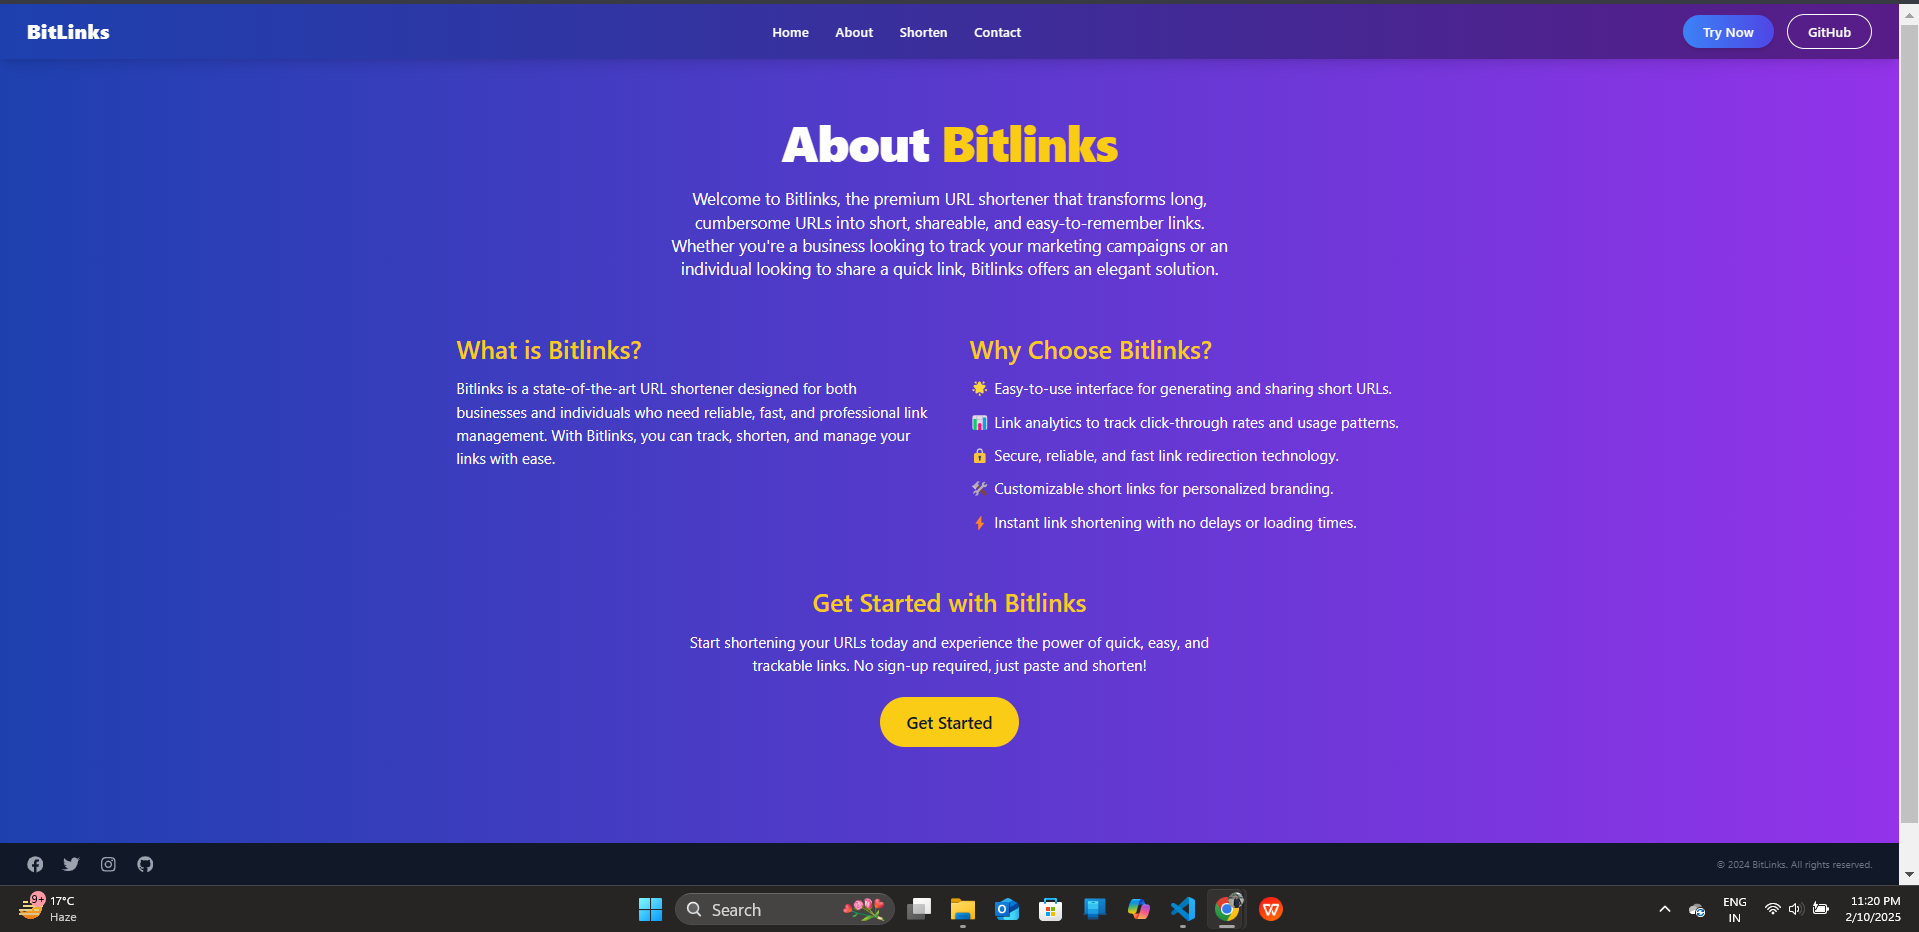 BitLinks
Home About Shorten Contact
Try Now GitHub
About Bitlinks
Welcome to Bitlinks, the premium URL shortener that transforms long,
cumbersome URLs into short, shareable, and easy-to-remember links.
Whether you're a business looking to track your marketing campaigns or an
individual looking to share a quick link, Bitlinks offers an elegant solution.
What is Bitlinks?
Bitlinks is a state-of-the-art URL shortener designed for both
businesses and individuals who need reliable, fast, and professional link
management. With Bitlinks, you can track, shorten, and manage your
links with ease.
Why Choose Bitlinks?
Easy-to-use interface for generating and sharing short URLs.
Link analytics to track click-through rates and usage patterns.
Secure, reliable, and fast link redirection technology.
Customizable short links for personalized branding.
Instant link shortening with no delays or loading times.
Get Started with Bitlinks
Start shortening your URLs today and experience the power of quick, easy, and
trackable links. No sign-up required, just paste and shorten!
Get Started
© 2024 BitLinks. All rights reserved.
9+
17°C
Haze
Search
ENG
IN
11:20 PM
2/10/2025